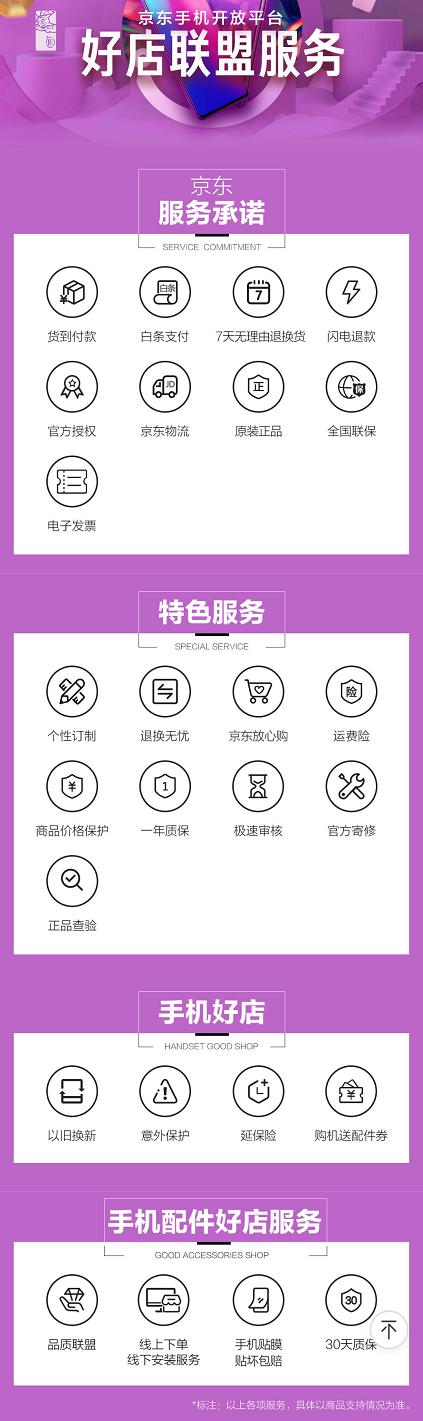 京东手机开放平台
好店联盟服务
京东
服务承诺
SERVICE COMMITMENT
货到付款 白条支付 7天无理由退换货 闪电退款
白条 7
官方授权 京东物流 原装正品 全国联保
JD 正 保
电子发票
特色服务
SPECIAL SERVICE
险
个性订制 退换无忧 京东放心购 运费险
¥ 1
商品价格保护 一年质保 极速审核 官方寄修
正品查验
手机好店
HANDSET GOOD SHOP
¥
以旧换新 意外保护 延保险 购机送配件券
手机配件好店服务
GOOD ACCESSORIES SHOP
30
品质联盟 线上下单 手机贴膜 30天质保
线下安装服务 贴坏包赔
*标注：以上各项服务，具体以商品支持情况为准。